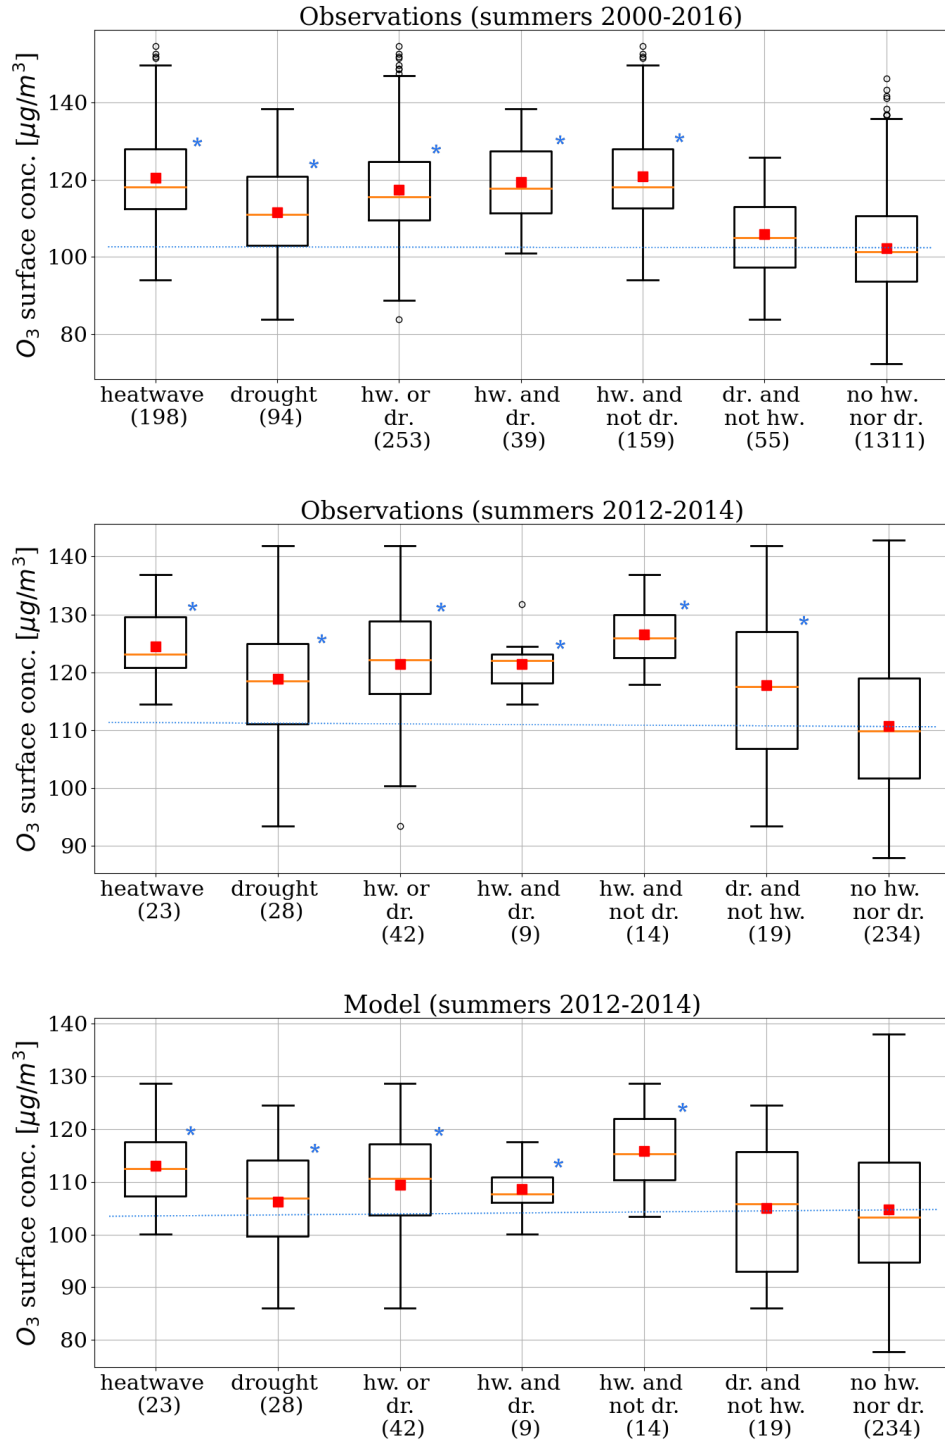 Observations (summers 2000-2016)
O₃ surface conc. [μg/m³]
140
120
100
80
heatwave (198)
drought (94)
hw. or dr. (253)
hw. and dr. (39)
hw. and not dr. (159)
dr. and not hw. (55)
no hw. nor dr. (1311)
Observations (summers 2012-2014)
O₃ surface conc. [μg/m³]
140
130
120
110
100
90
heatwave (23)
drought (28)
hw. or dr. (42)
hw. and dr. (9)
hw. and not dr. (14)
dr. and not hw. (19)
no hw. nor dr. (234)
Model (summers 2012-2014)
O₃ surface conc. [μg/m³]
140
130
120
110
100
90
80
heatwave (23)
drought (28)
hw. or dr. (42)
hw. and dr. (9)
hw. and not dr. (14)
dr. and not hw. (19)
no hw. nor dr. (234)